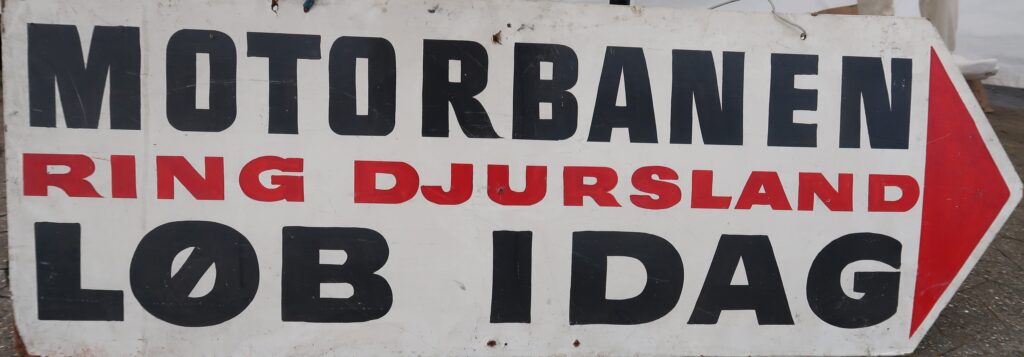 MOTORBANEN
RING DJURSLAND
LØB IDAG